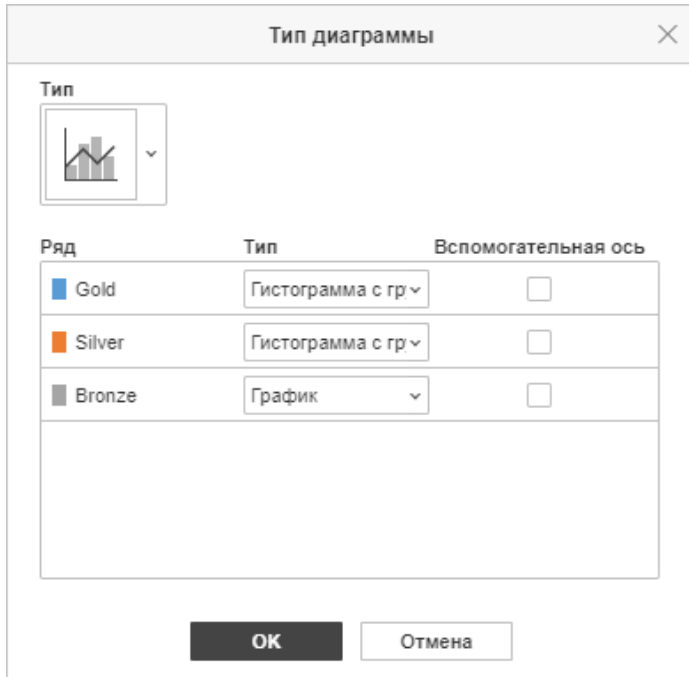 Тип диаграммы
Тип
Ряд Тип Вспомогательная ось
Gold Гистограмма с гр
Silver Гистограмма с гр
Bronze График
OK Отмена